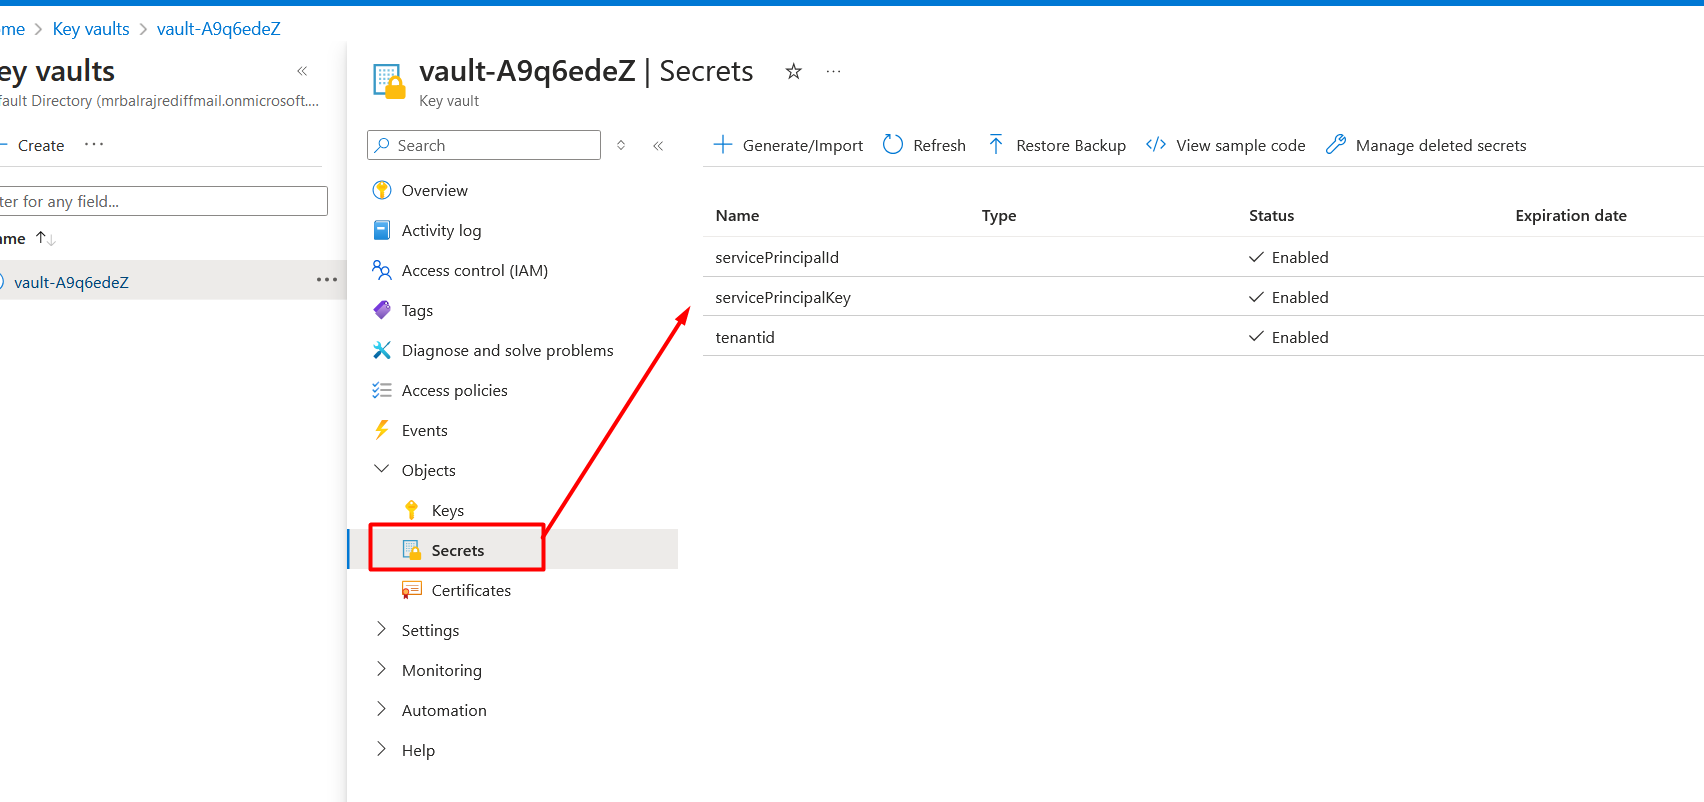 ome > Key vaults > vault-A9q6edeZ
ey vaults
fault Directory (mrbalrajrediffmail.onmicrosoft....
Create
ter for any field...
ame
vault-A9q6edeZ
vault-A9q6edeZ | Secrets
Key vault
Search
Overview
Activity log
Access control (IAM)
Tags
Diagnose and solve problems
Access policies
Events
Objects
Keys
Secrets
Certificates
Settings
Monitoring
Automation
Help
Generate/Import Refresh Restore Backup View sample code Manage deleted secrets
Name Type Status Expiration date
servicePrincipalId Enabled
servicePrincipalKey Enabled
tenantid Enabled